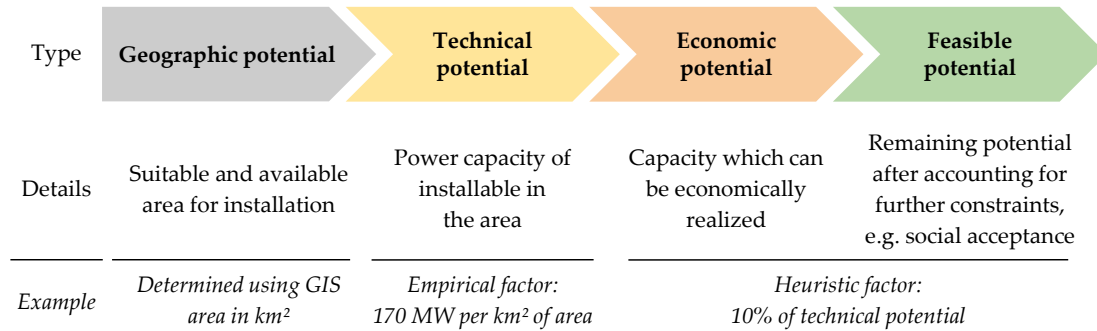 Type
Geographic potential
Technical
potential
Economic
potential
Feasible
potential
Details
Suitable and available
area for installation
Power capacity of
installable in
the area
Capacity which can
be economically
realized
Remaining potential
after accounting for
further constraints,
e.g. social acceptance
Example
Determined using GIS
area in km²
Empirical factor:
170 MW per km² of area
Heuristic factor:
10% of technical potential